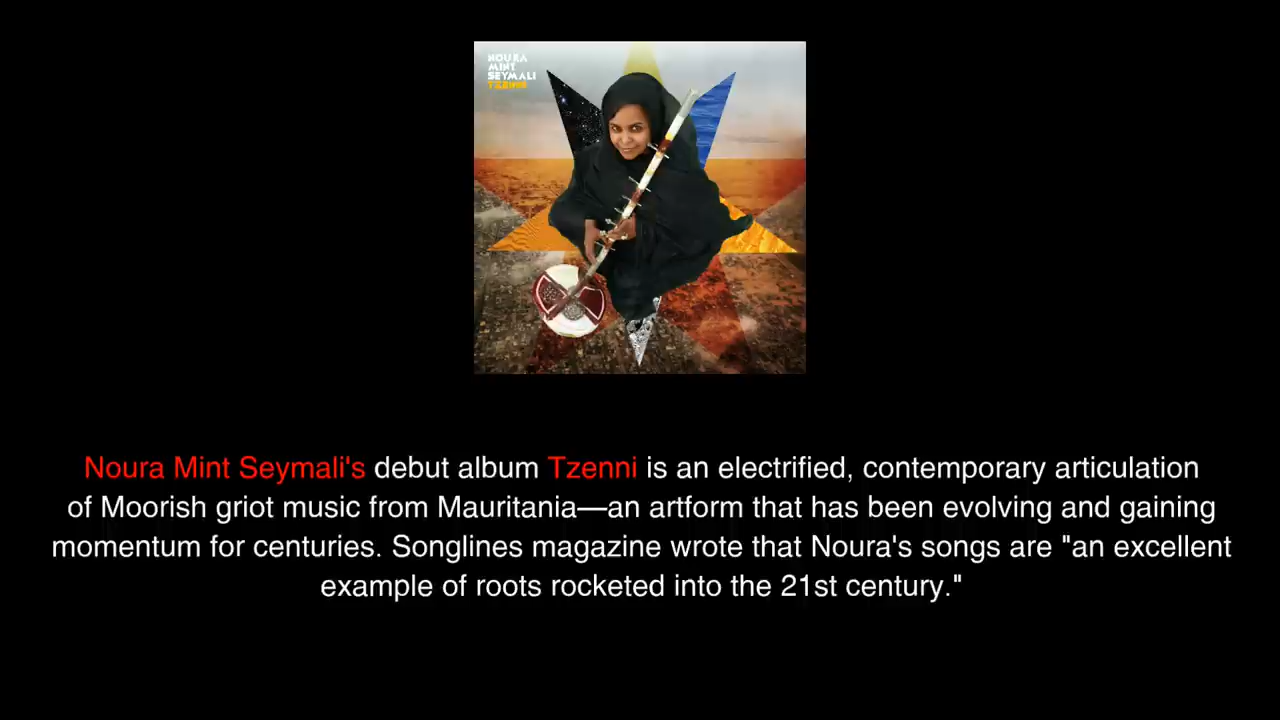 NOURA
MINT
SEYMALI
TZENNI
Noura Mint Seymali's debut album Tzenni is an electrified, contemporary articulation
of Moorish griot music from Mauritania—an artform that has been evolving and gaining
momentum for centuries. Songlines magazine wrote that Noura's songs are "an excellent
example of roots rocketed into the 21st century."